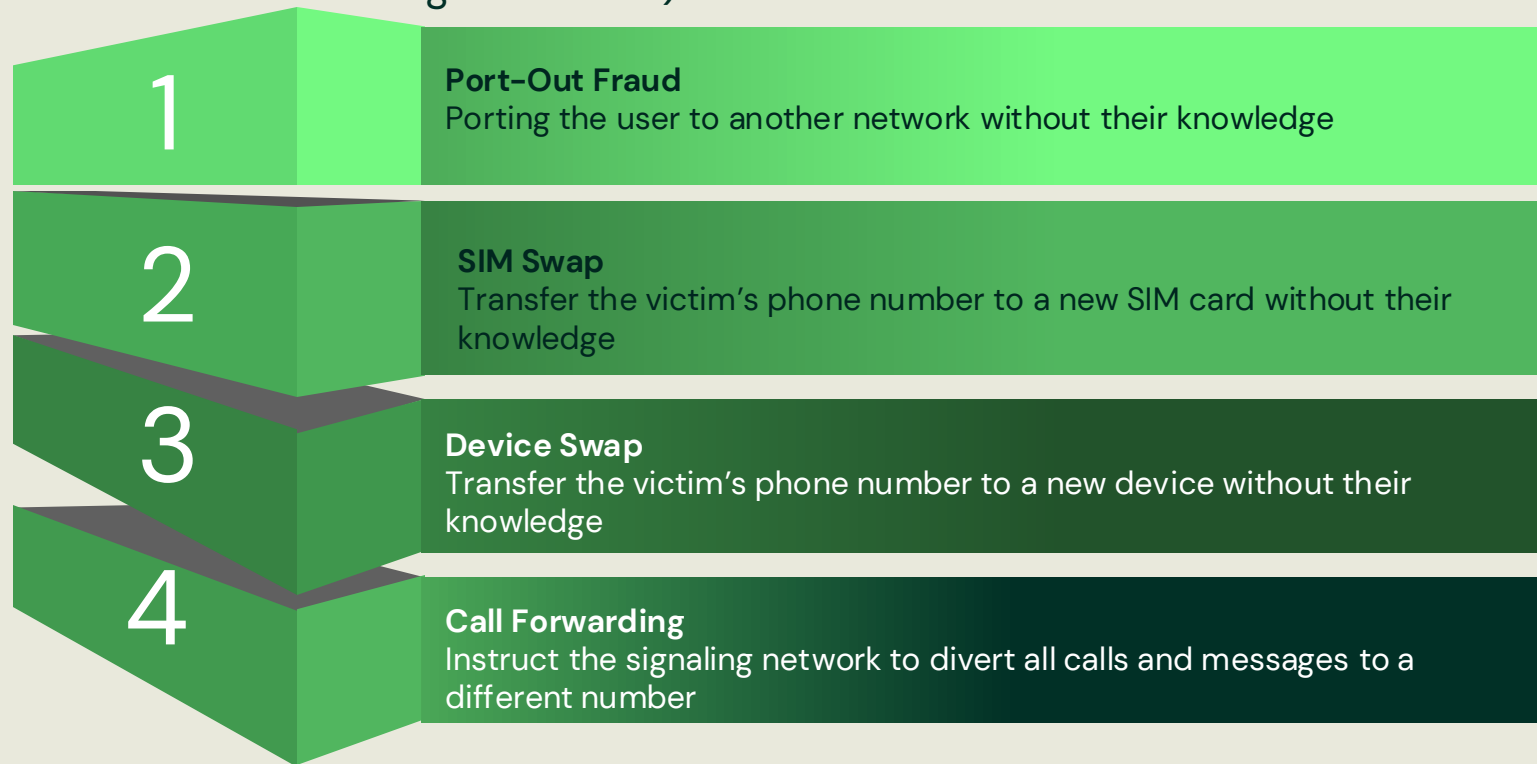 1
Port-Out Fraud
Porting the user to another network without their knowledge
2
SIM Swap
Transfer the victim’s phone number to a new SIM card without their
knowledge
3
Device Swap
Transfer the victim’s phone number to a new device without their
knowledge
4
Call Forwarding
Instruct the signaling network to divert all calls and messages to a
different number